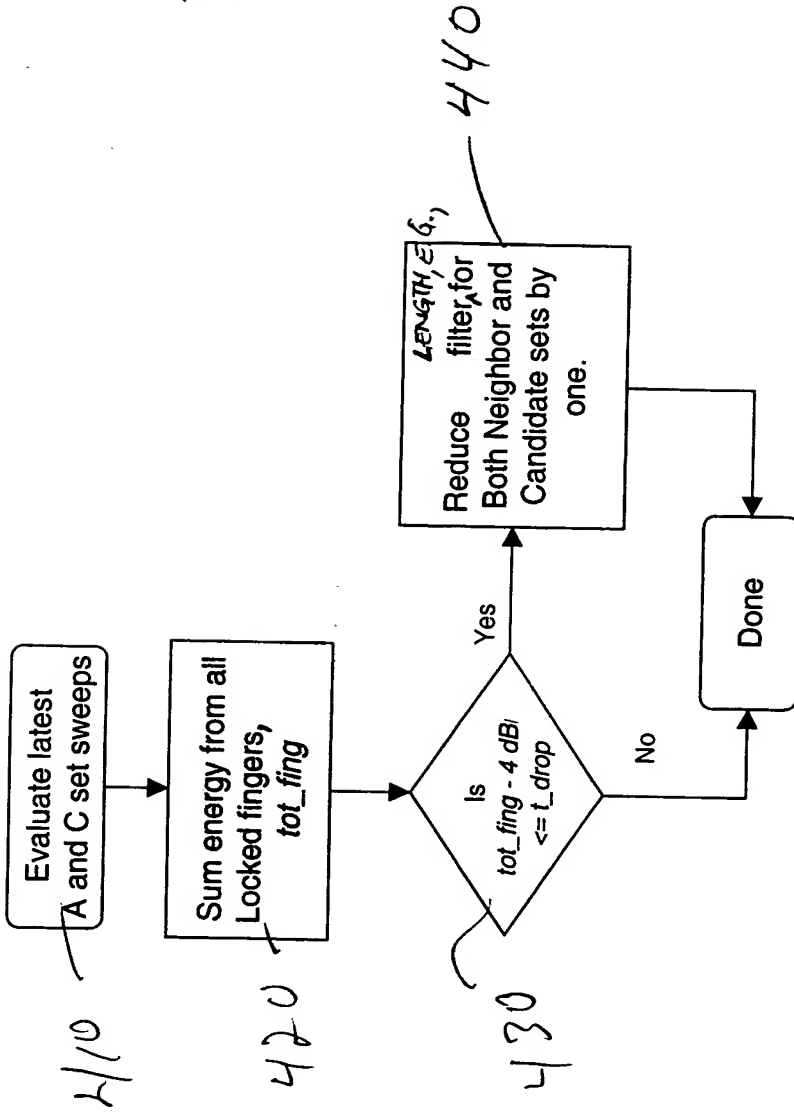 410
Evaluate latest
A and C set sweeps
420
Sum energy from all
Locked fingers,
tot_fing
430
Is
tot_fing - 4 dB
<= t_drop
Yes
No
440
LENGTH, E.G.,
Reduce filter^for
Both Neighbor and
Candidate sets by
one.
Done